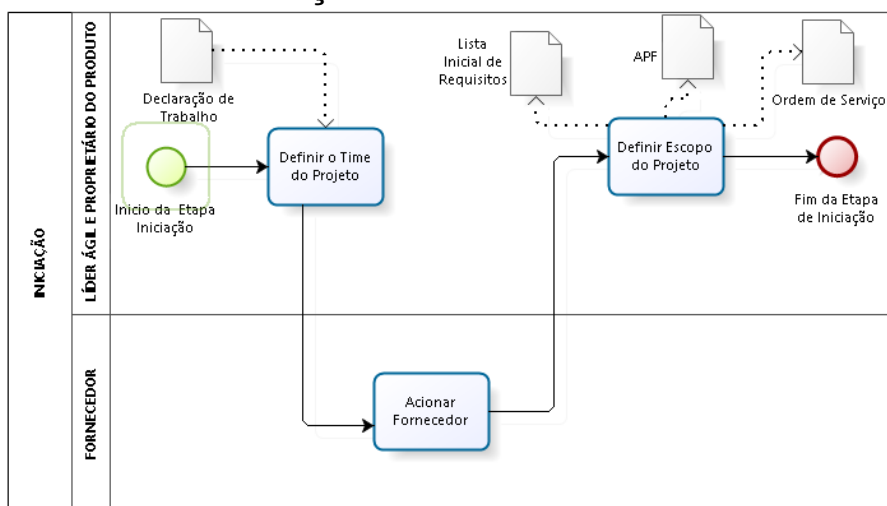 INICIAÇÃO
LÍDER ÁGIL E PROPRIETÁRIO DO PRODUTO
Declaração de
Trabalho
Início da Etapa
Iniciação
Definir o Time
do Projeto
Lista
Inicial de
Requisitos
APF
Ordem de Serviço
Definir Escopo
do Projeto
Fim da Etapa
de Iniciação
FORNECEDOR
Acionar
Fornecedor